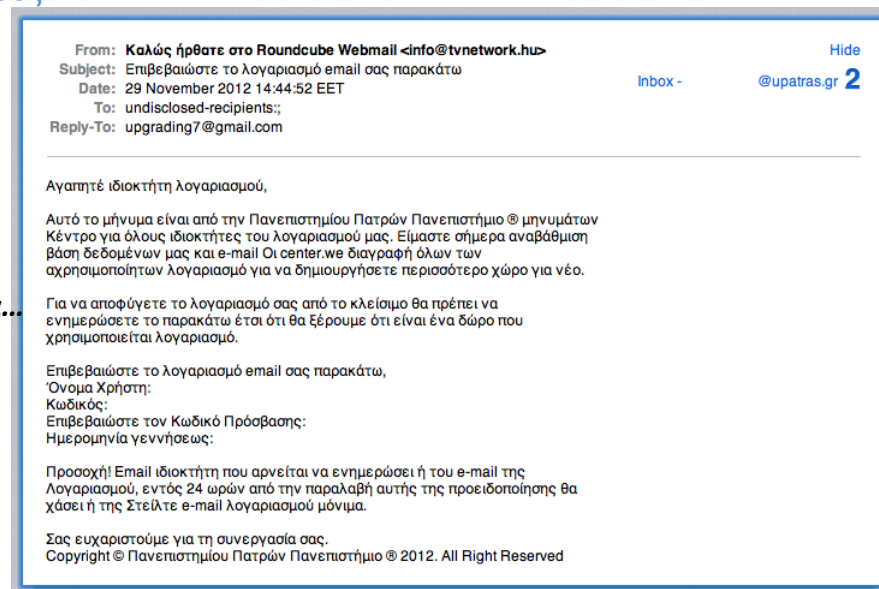 From: Καλώς ήρθατε στο Roundcube Webmail <info@tvnetwork.hu>
Hide
Subject: Επιβεβαιώστε το λογαριασμό email σας παρακάτω
Inbox - @upatras.gr 2
Date: 29 November 2012 14:44:52 EET
To: undisclosed-recipients:;
Reply-To: upgrading7@gmail.com
Αγαπητέ ιδιοκτήτη λογαριασμού,
Αυτό το μήνυμα είναι από την Πανεπιστημίου Πατρών Πανεπιστήμιο ® μηνυμάτων
Κέντρο για όλους ιδιοκτήτες του λογαριασμού μας. Είμαστε σήμερα αναβάθμιση
βάση δεδομένων μας και e-mail Οι center.we διαγραφή όλων των
αχρησιμοποίητων λογαριασμό για να δημιουργήσετε περισσότερο χώρο για νέο.
Για να αποφύγετε το λογαριασμό σας από το κλείσιμο θα πρέπει να
ενημερώσετε το παρακάτω έτσι ότι θα ξέρουμε ότι είναι ένα δώρο που
χρησιμοποιείται λογαριασμό.
Επιβεβαιώστε το λογαριασμό email σας παρακάτω,
Όνομα Χρήστη:
Κωδικός:
Επιβεβαιώστε τον Κωδικό Πρόσβασης:
Ημερομηνία γεννήσεως:
Προσοχή! Email ιδιοκτήτη που αρνείται να ενημερώσει ή του e-mail της
Λογαριασμού, εντός 24 ωρών από την παραλαβή αυτής της προειδοποίησης θα
χάσει ή της Στείλτε e-mail λογαριασμού μόνιμα.
Σας ευχαριστούμε για τη συνεργασία σας.
Copyright © Πανεπιστημίου Πατρών Πανεπιστήμιο ® 2012. All Right Reserved